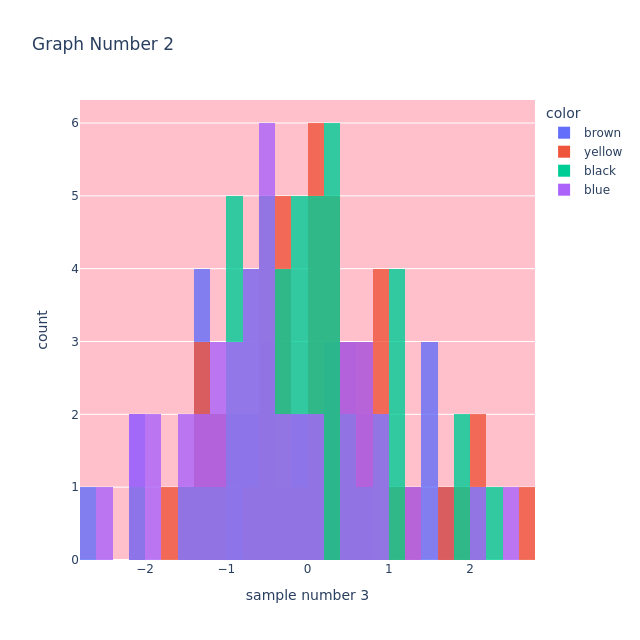 Graph Number 2
color
brown
yellow
black
blue
6
5
4
3
2
1
0
count
−2
−1
0
1
2
sample number 3